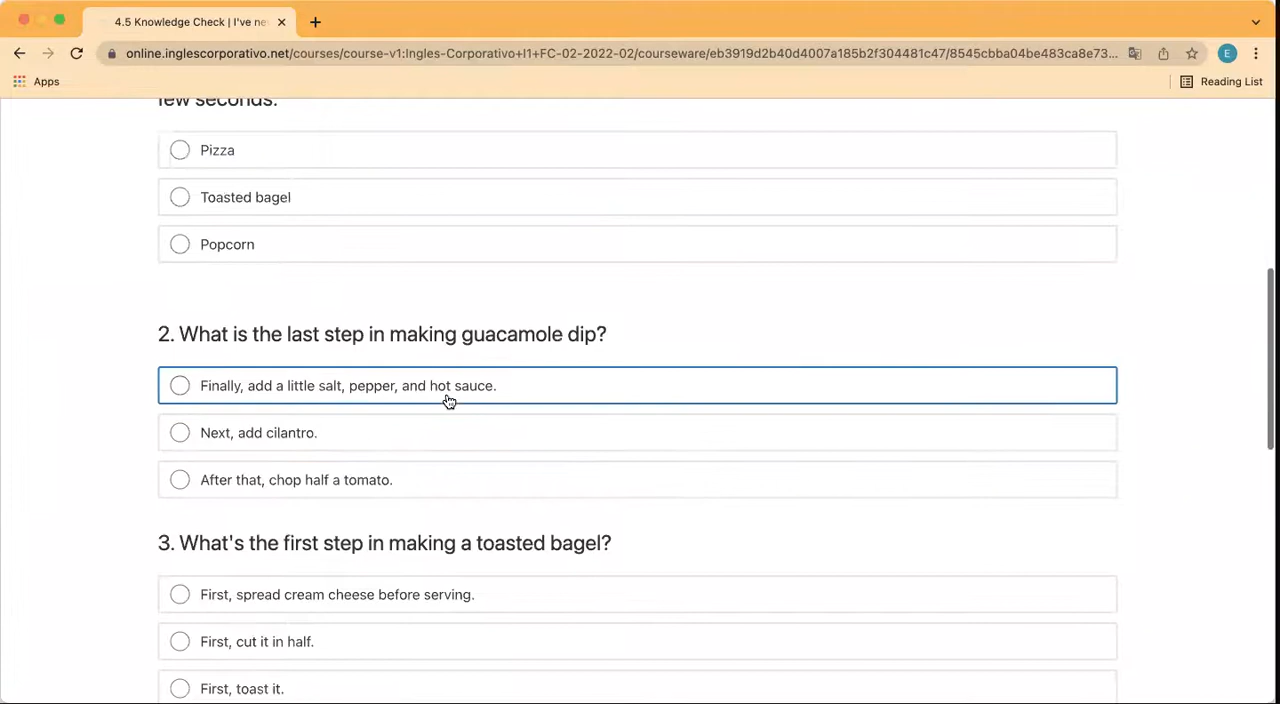 4.5 Knowledge Check | I've ne
online.inglescorporativo.net/courses/course-v1:Ingles-Corporativo+I1+FC-02-2022-02/courseware/eb3919d2b40d4007a185b2f304481c47/8545cbba04be483ca8e73...
E
Apps
Reading List
few seconds.
Pizza
Toasted bagel
Popcorn
2. What is the last step in making guacamole dip?
Finally, add a little salt, pepper, and hot sauce.
Next, add cilantro.
After that, chop half a tomato.
3. What's the first step in making a toasted bagel?
First, spread cream cheese before serving.
First, cut it in half.
First, toast it.